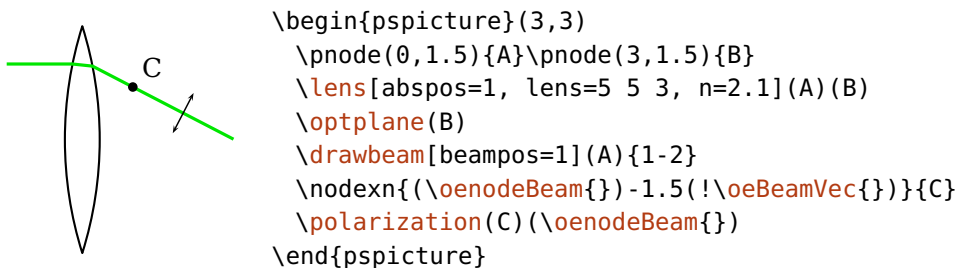 C
\begin{pspicture}(3,3)
  \pnode(0,1.5){A}\pnode(3,1.5){B}
  \lens[abspos=1, lens=5 5 3, n=2.1](A)(B)
  \optplane(B)
  \drawbeam[beampos=1](A){1-2}
  \nodexn{(\oenodeBeam{})-1.5(!\oeBeamVec{})}{C}
  \polarization(C)(\oenodeBeam{})
\end{pspicture}